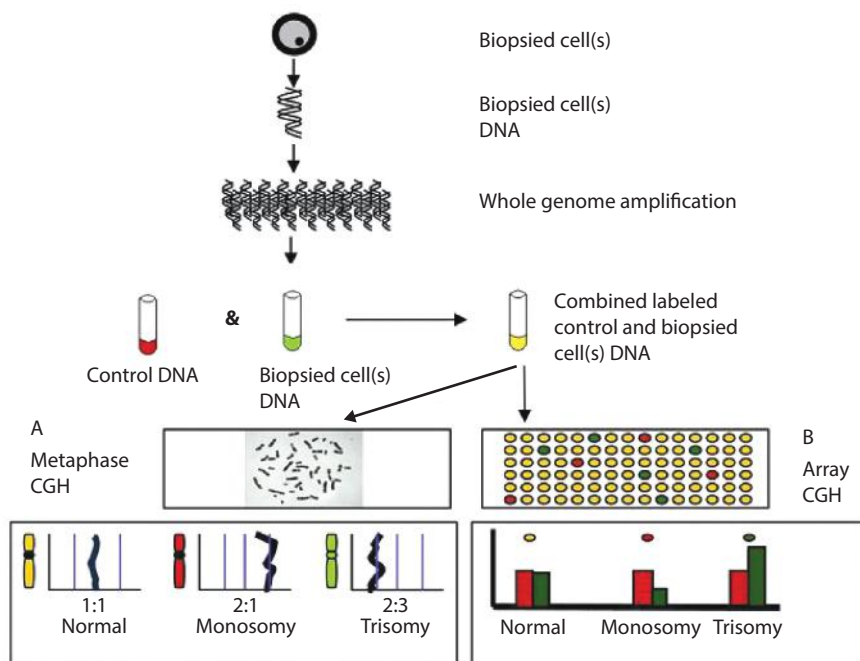 Biopsied cell(s)
Biopsied cell(s)
DNA
Whole genome amplification
&
Combined labeled
control and biopsied
cell(s) DNA
Control DNA
Biopsied cell(s)
DNA
A
Metaphase
CGH
B
Array
CGH
1:1
Normal
2:1
Monosomy
2:3
Trisomy
Normal
Monosomy
Trisomy